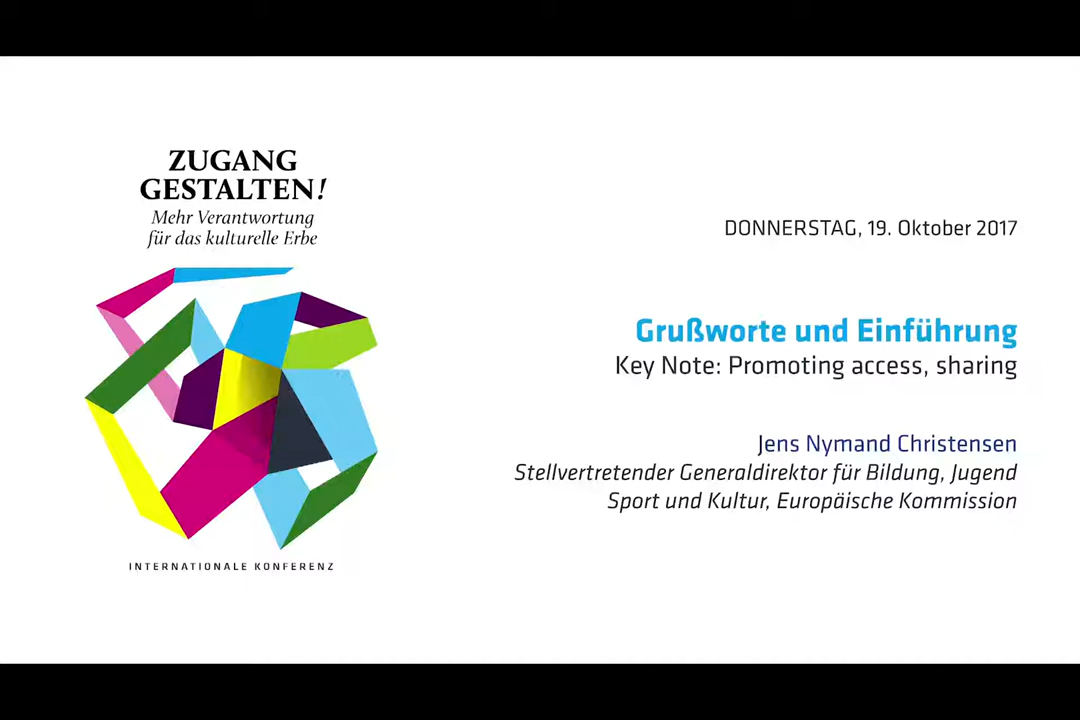 ZUGANG
GESTALTEN!
Mehr Verantwortung
für das kulturelle Erbe
INTERNATIONALE KONFERENZ
DONNERSTAG, 19. Oktober 2017
Grußworte und Einführung
Key Note: Promoting access, sharing
Jens Nymand Christensen
Stellvertretender Generaldirektor für Bildung, Jugend
Sport und Kultur, Europäische Kommission